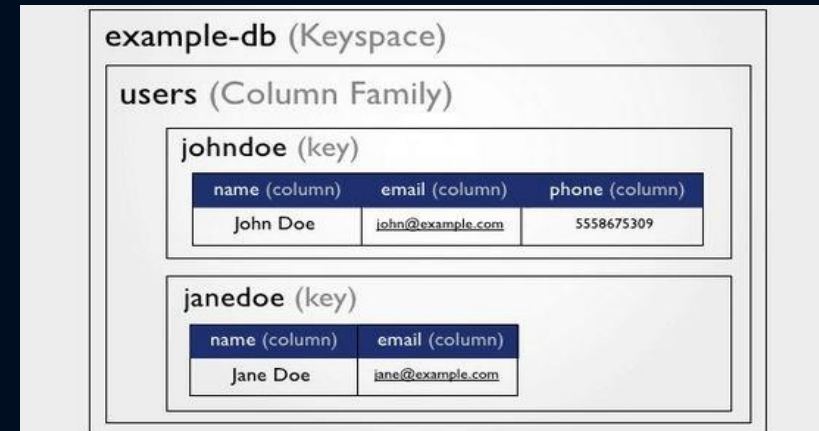 example-db (Keyspace)
users (Column Family)
johndoe (key)
name (column) email (column) phone (column)
John Doe john@example.com 5558675309
janedoe (key)
name (column) email (column)
Jane Doe jane@example.com